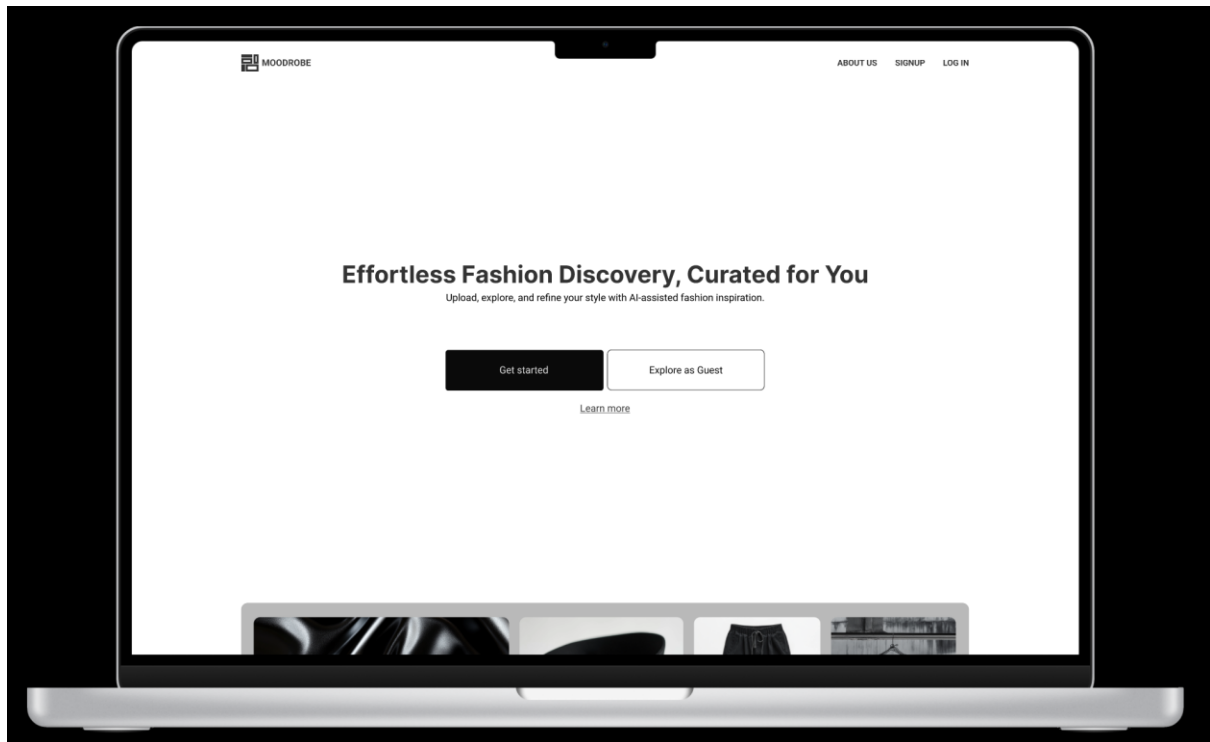 MOODROBE
ABOUT US SIGNUP LOG IN
Effortless Fashion Discovery, Curated for You
Upload, explore, and refine your style with AI-assisted fashion inspiration.
Get started Explore as Guest
Learn more